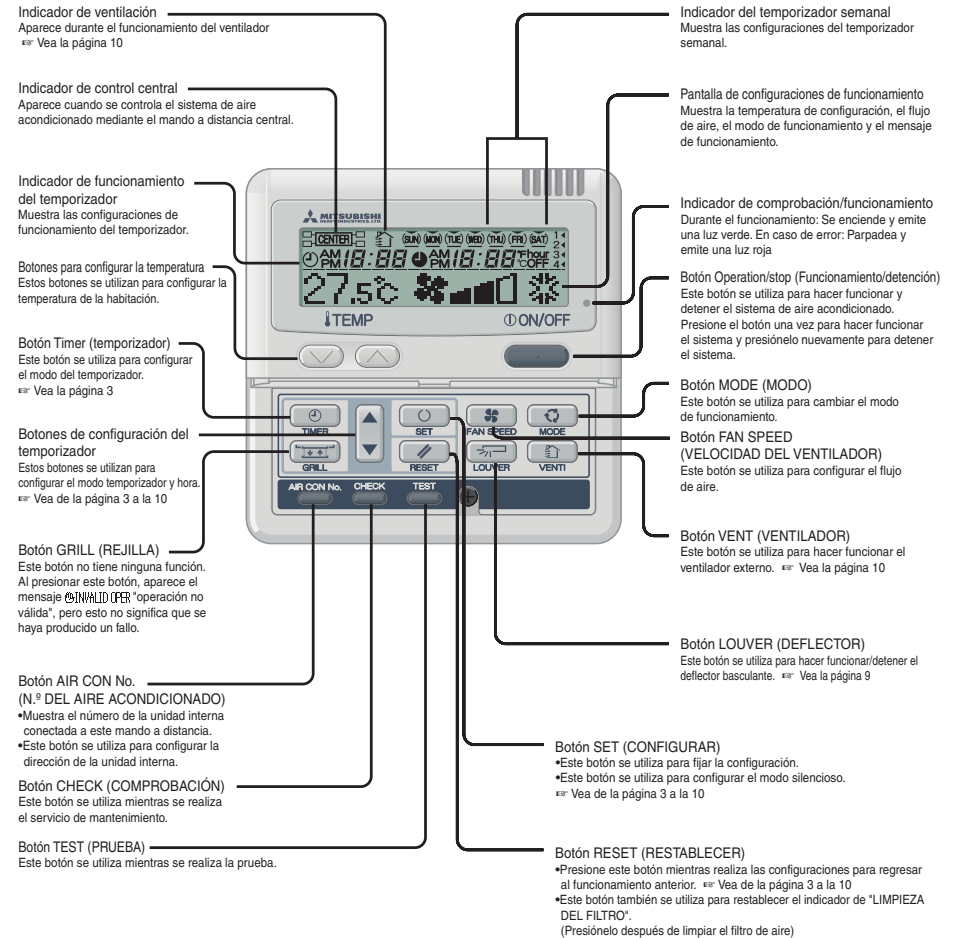 Indicador de ventilación
Aparece durante el funcionamiento del ventilador
☞ Vea la página 10
Indicador de control central
Aparece cuando se controla el sistema de aire
acondicionado mediante el mando a distancia central.
Indicador de funcionamiento
del temporizador
Muestra las configuraciones de
funcionamiento del temporizador.
Botones para configurar la temperatura
Estos botones se utilizan para configurar la
temperatura de la habitación.
Botón Timer (temporizador)
Este botón se utiliza para configurar
el modo del temporizador.
☞ Vea la página 3
Botones de configuración del
temporizador
Estos botones se utilizan para
configurar el modo temporizador y hora.
☞ Vea de la página 3 a la 10
Botón GRILL (REJILLA)
Este botón no tiene ninguna función.
Al presionar este botón, aparece el
mensaje INVALID OPER "operación no
válida", pero esto no significa que se
haya producido un fallo.
Botón AIR CON No.
(N.º DEL AIRE ACONDICIONADO)
•Muestra el número de la unidad interna
conectada a este mando a distancia.
•Este botón se utiliza para configurar la
dirección de la unidad interna.
Botón CHECK (COMPROBACIÓN)
Este botón se utiliza mientras se realiza
el servicio de mantenimiento.
Botón TEST (PRUEBA)
Este botón se utiliza mientras se realiza la prueba.
MITSUBISHI
HEAVY INDUSTRIES, LTD.
CENTER (SUN) (MON) (TUE) (WED) (THU) (FRI) (SAT) 1
2
AM 18:88 AM 18:88 °Fhour 3
PM PM °COFF 4
27.5°C
TEMP ON/OFF
TIMER SET FAN SPEED MODE
GRILL RESET LOUVER VENTI
AIR CON No. CHECK TEST
Indicador del temporizador semanal
Muestra las configuraciones del temporizador
semanal.
Pantalla de configuraciones de funcionamiento
Muestra la temperatura de configuración, el flujo
de aire, el modo de funcionamiento y el mensaje
de funcionamiento.
Indicador de comprobación/funcionamiento
Durante el funcionamiento: Se enciende y emite
una luz verde. En caso de error: Parpadea y
emite una luz roja
Botón Operation/stop (Funcionamiento/detención)
Este botón se utiliza para hacer funcionar y
detener el sistema de aire acondicionado.
Presione el botón una vez para hacer funcionar
el sistema y presiónelo nuevamente para detener
el sistema.
Botón MODE (MODO)
Este botón se utiliza para cambiar el modo
de funcionamiento.
Botón FAN SPEED
(VELOCIDAD DEL VENTILADOR)
Este botón se utiliza para configurar el flujo
de aire.
Botón VENT (VENTILADOR)
Este botón se utiliza para hacer funcionar el
ventilador externo. ☞ Vea la página 10
Botón LOUVER (DEFLECTOR)
Este botón se utiliza para hacer funcionar/detener el
deflector basculante. ☞ Vea la página 9
Botón SET (CONFIGURAR)
•Este botón se utiliza para fijar la configuración.
•Este botón se utiliza para configurar el modo silencioso.
☞ Vea de la página 3 a la 10
Botón RESET (RESTABLECER)
•Presione este botón mientras realiza las configuraciones para regresar
al funcionamiento anterior. ☞ Vea de la página 3 a la 10
•Este botón también se utiliza para restablecer el indicador de "LIMPIEZA
DEL FILTRO".
(Presiónelo después de limpiar el filtro de aire)